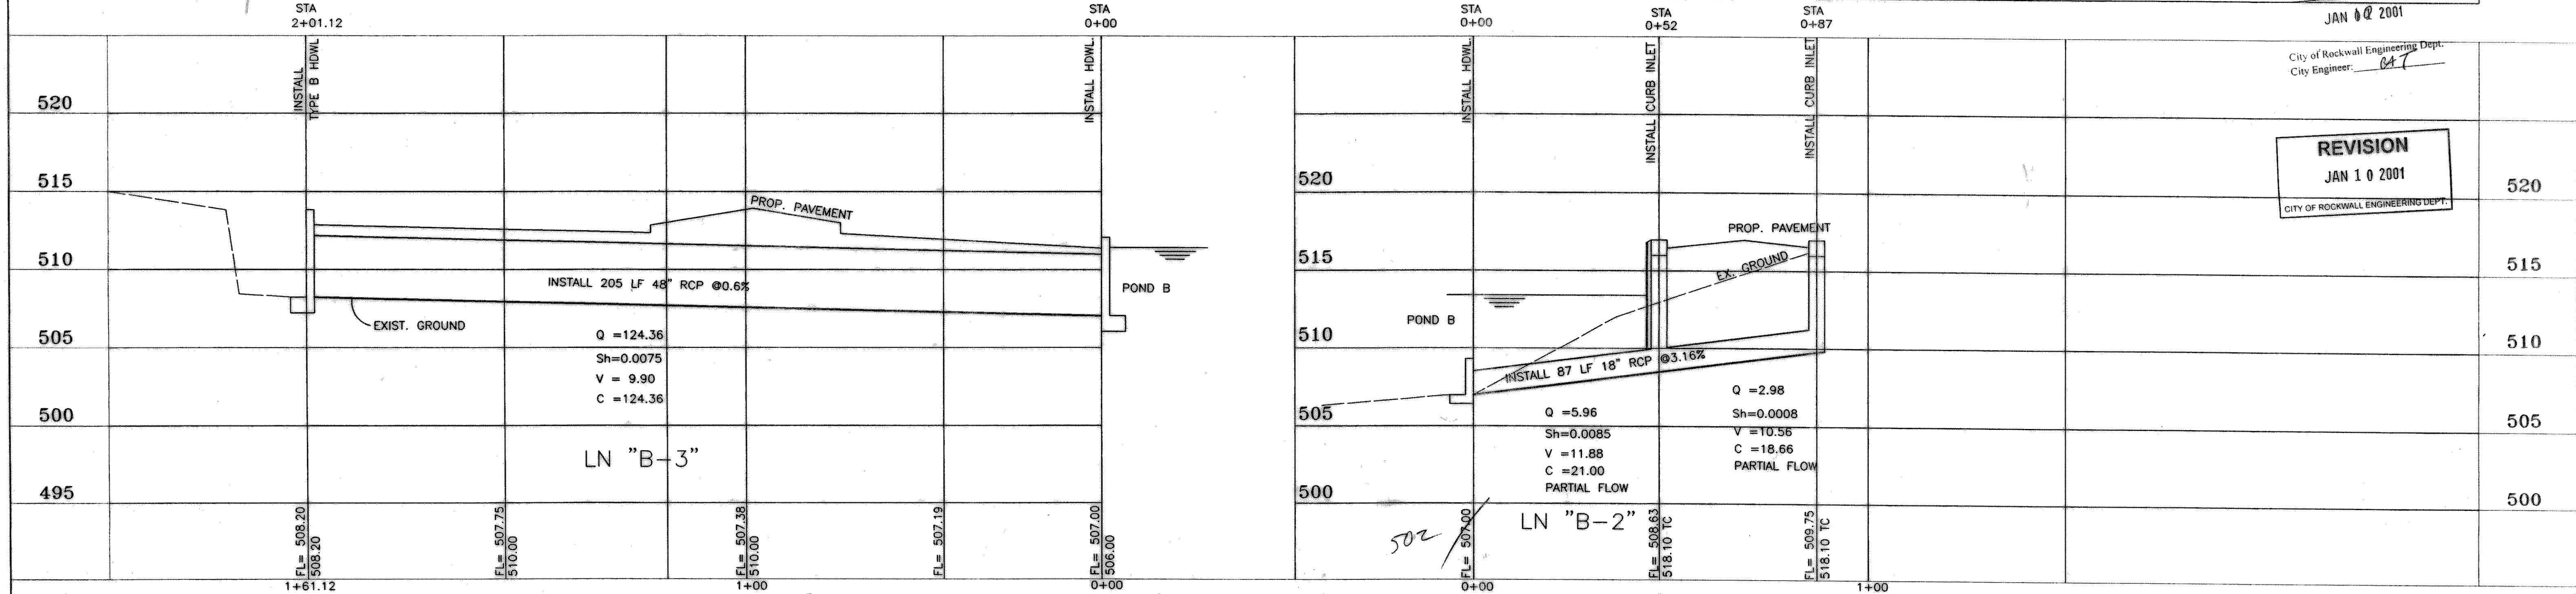 STA
2+01.12
STA
0+00
STA
0+00
STA
0+52
STA
0+87
JAN 2001
City of Rockwall Engineering Dept.
City Engineer: BAT
INSTALL
TYPE B HDWL
INSTALL HDWL.
INSTALL HDWL.
INSTALL CURB INLET
INSTALL CURB INLET
REVISION
JAN 1 0 2001
CITY OF ROCKWALL ENGINEERING DEPT.
520
515
510
505
500
495
PROP. PAVEMENT
INSTALL 205 LF 48" RCP @0.6%
EXIST. GROUND
POND B
Q =124.36
Sh=0.0075
V = 9.90
C =124.36
LN "B-3"
FL= 508.20
508.20
FL= 507.75
510.00
FL= 507.38
510.00
FL= 507.19
FL= 507.00
506.00
1+61.12
1+00
0+00
520
515
510
505
500
PROP. PAVEMENT
EX. GROUND
POND B
INSTALL 87 LF 18" RCP @3.16%
Q =5.96
Sh=0.0085
V =11.88
C =21.00
PARTIAL FLOW
Q =2.98
Sh=0.0008
V =10.56
C =18.66
PARTIAL FLOW
LN "B-2"
502
FL= 507.00
FL= 508.63
518.10 TC
FL= 509.75
518.10 TC
0+00
1+00
520
515
510
505
500